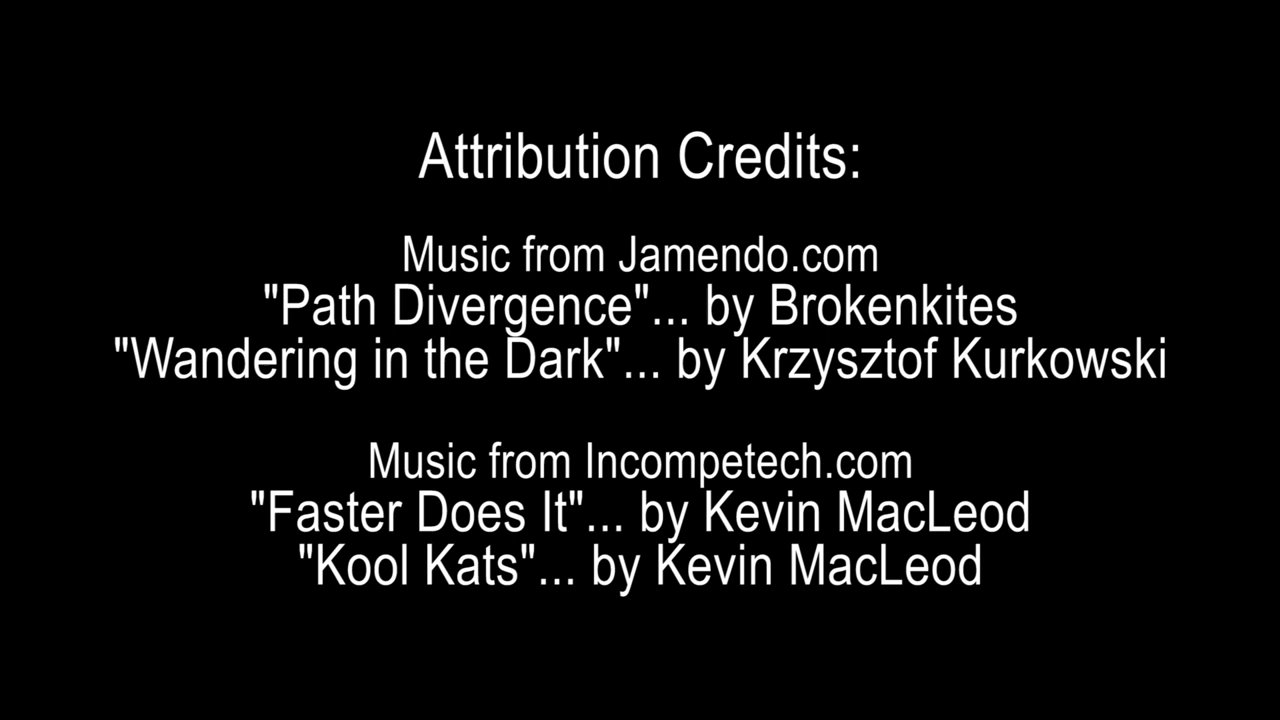 Attribution Credits:
Music from Jamendo.com
"Path Divergence"... by Brokenkites
"Wandering in the Dark"... by Krzysztof Kurkowski
Music from Incompetech.com
"Faster Does It"... by Kevin MacLeod
"Kool Kats"... by Kevin MacLeod